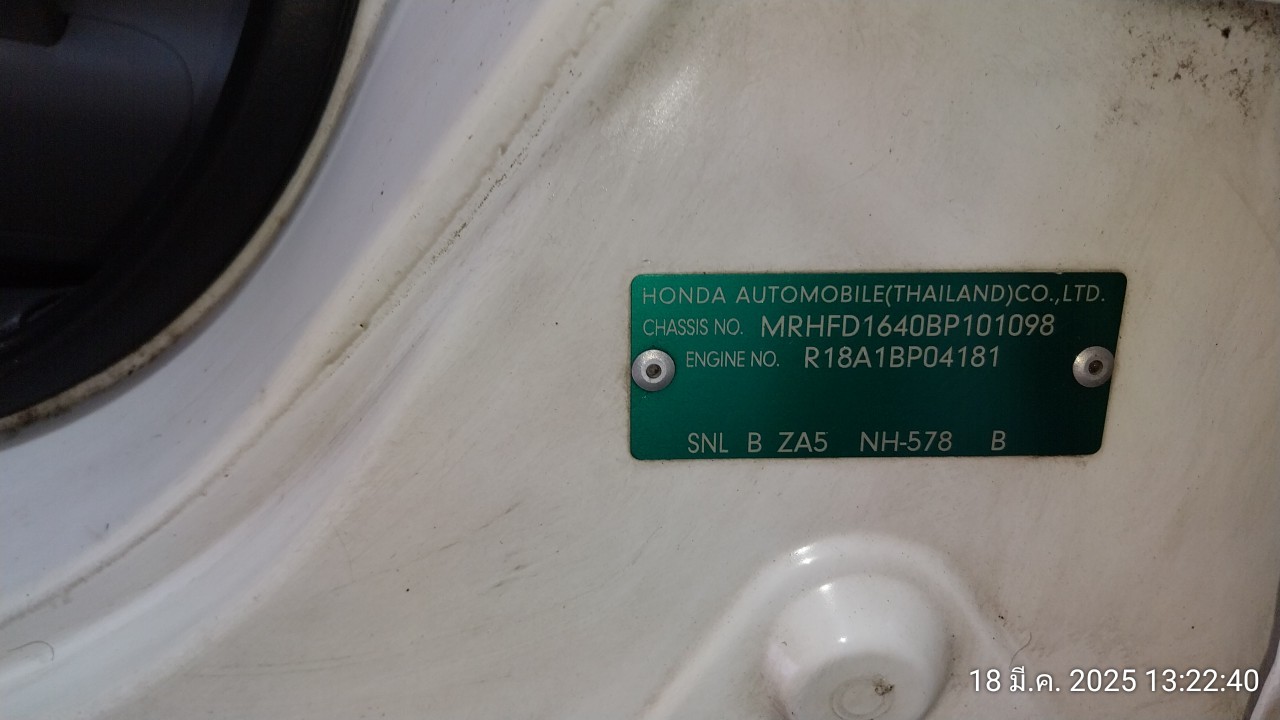 HONDA AUTOMOBILE(THAILAND)CO.,LTD.
CHASSIS NO. MRHFD1640BP101098
ENGINE NO. R18A1BP04181
SNL B ZA5 NH-578 B
18 มี.ค. 2025 13:22:40